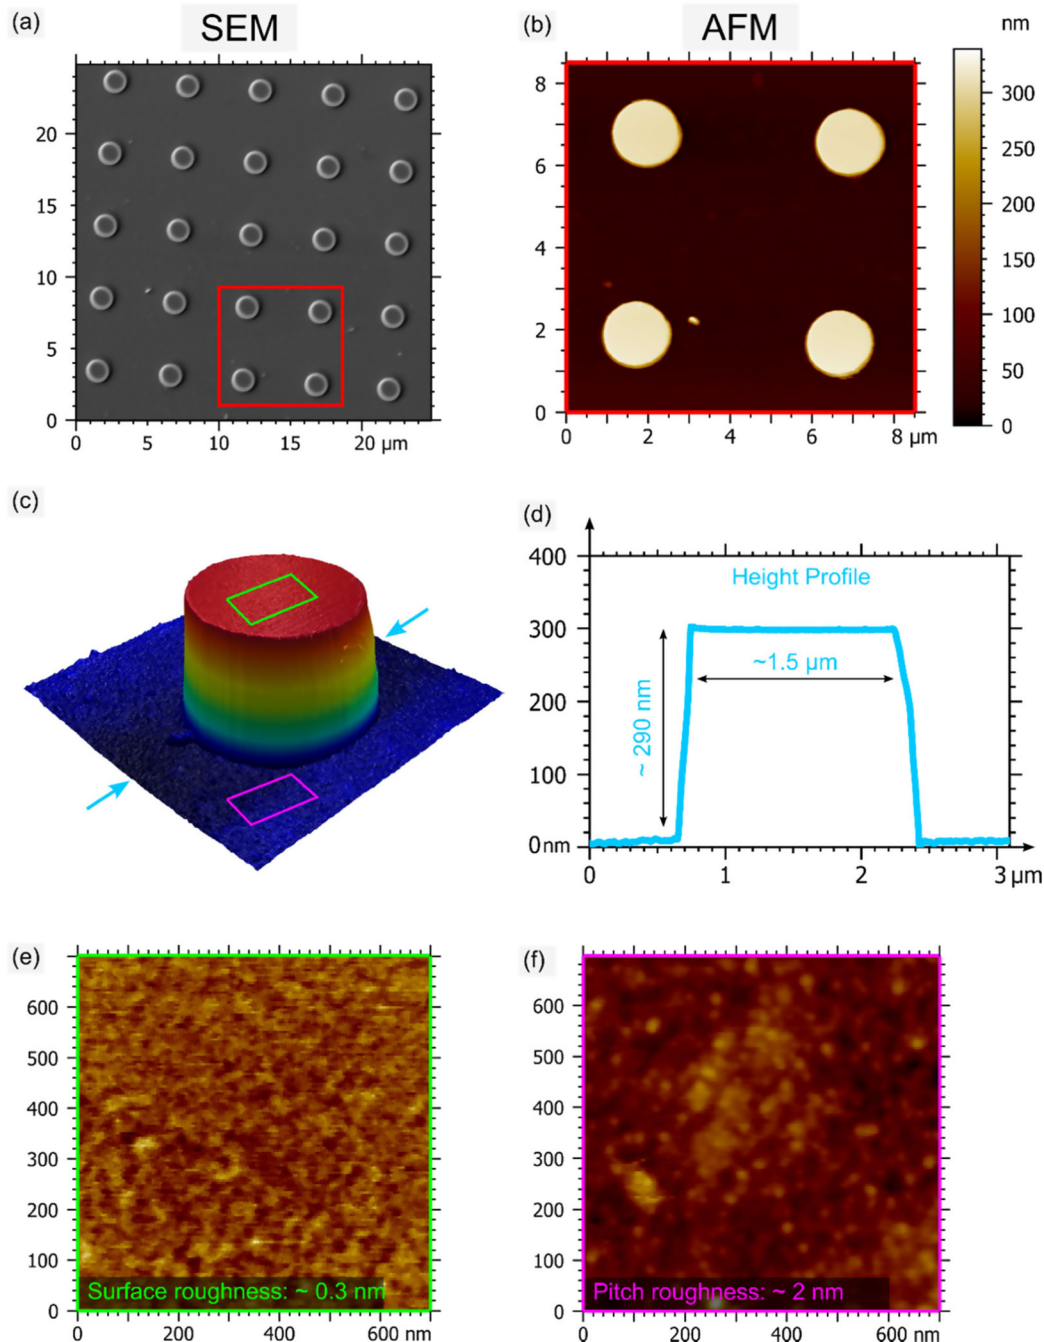 (a)
SEM
(b)
AFM
nm
20
15
10
5
0
0 5 10 15 20 µm
8
6
4
2
0
0 2 4 6 8 µm
300
250
200
150
100
50
0
(c)
(d)
400
300
200
100
0nm
Height Profile
~1.5 µm
~ 290 nm
0 1 2 3 µm
(e)
600
500
400
300
200
100
0
Surface roughness: ~ 0.3 nm
0 200 400 600 nm
(f)
600
500
400
300
200
100
0
Pitch roughness: ~ 2 nm
0 200 400 600 nm